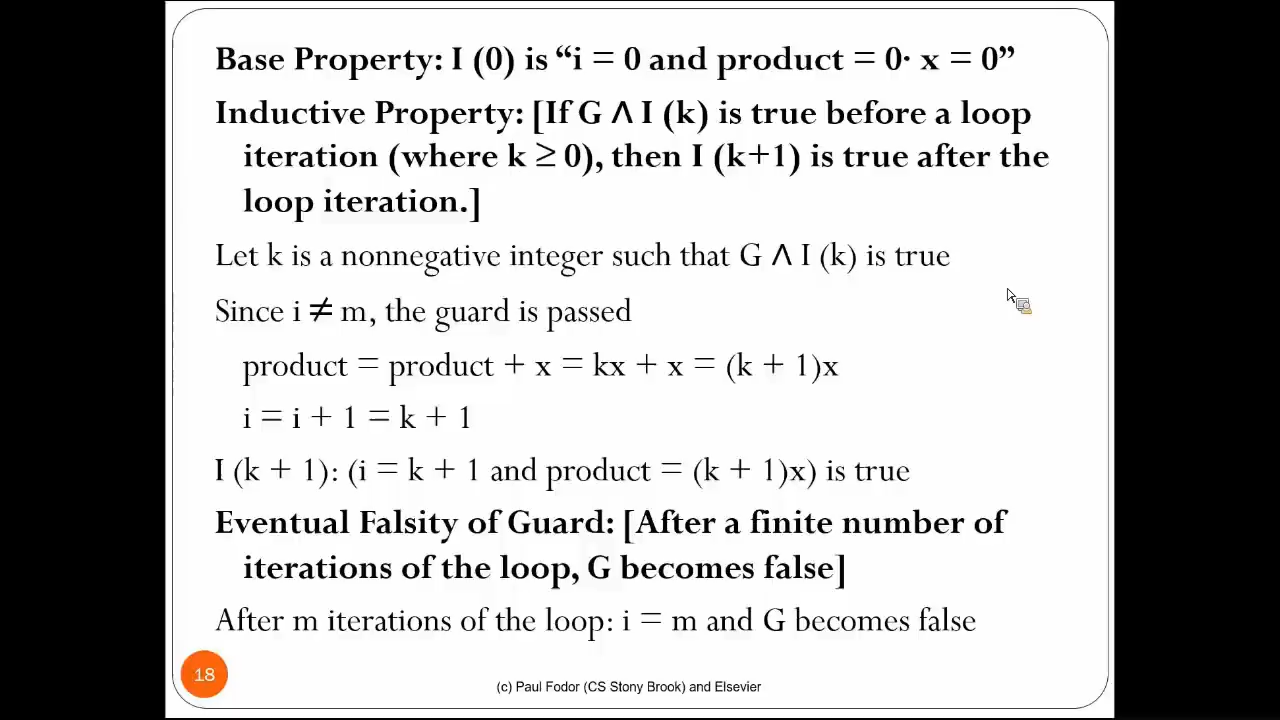 Base Property: I (0) is “i = 0 and product = 0· x = 0”
Inductive Property: [If G ∧ I (k) is true before a loop
iteration (where k ≥ 0), then I (k+1) is true after the
loop iteration.]
Let k is a nonnegative integer such that G ∧ I (k) is true
Since i ≠ m, the guard is passed
product = product + x = kx + x = (k + 1)x
i = i + 1 = k + 1
I (k + 1): (i = k + 1 and product = (k + 1)x) is true
Eventual Falsity of Guard: [After a finite number of
iterations of the loop, G becomes false]
After m iterations of the loop: i = m and G becomes false
18
(c) Paul Fodor (CS Stony Brook) and Elsevier